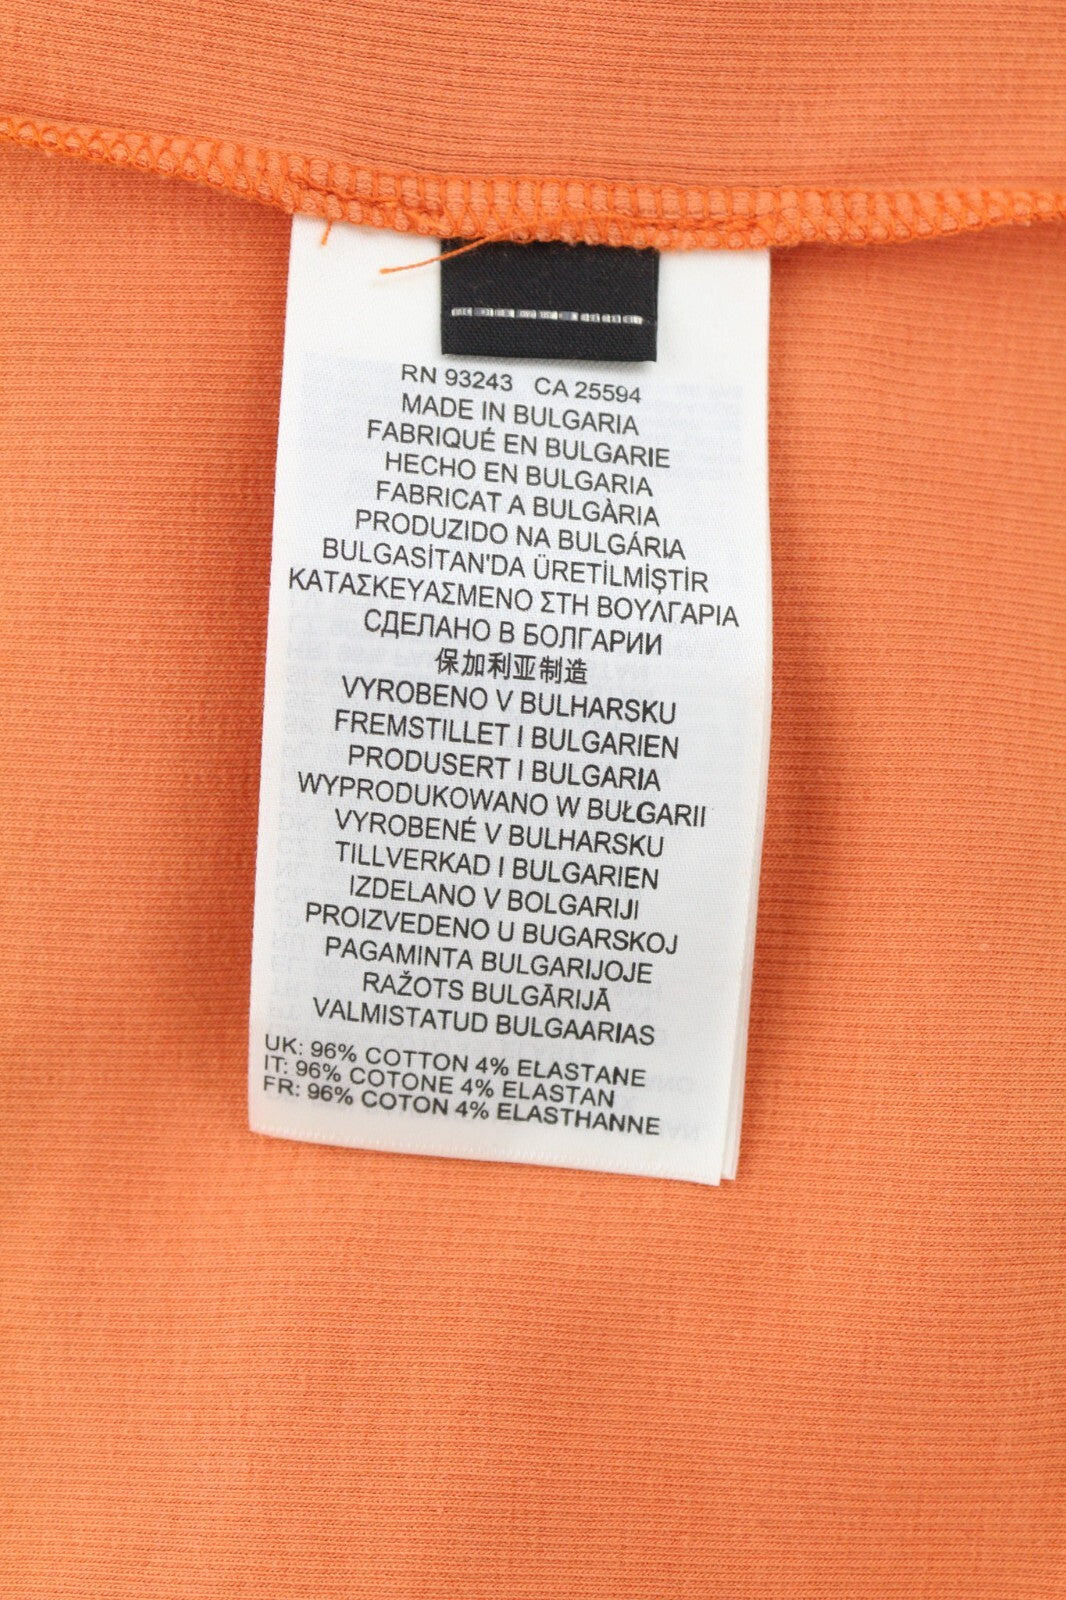 RN 93243 CA 25594
MADE IN BULGARIA
FABRIQUÉ EN BULGARIE
HECHO EN BULGARIA
FABRICAT A BULGÀRIA
PRODUZIDO NA BULGÁRIA
BULGASİTAN'DA ÜRETİLMİŞTİR
ΚΑΤΑΣΚΕΥΑΣΜΕΝΟ ΣΤΗ ΒΟΥΛΓΑΡΙΑ
СДЕЛАНО В БОЛГАРИИ
保加利亚制造
VYROBENO V BULHARSKU
FREMSTILLET I BULGARIEN
PRODUSERT I BULGARIA
WYPRODUKOWANO W BUŁGARII
VYROBENÉ V BULHARSKU
TILLVERKAD I BULGARIEN
IZDELANO V BOLGARIJI
PROIZVEDENO U BUGARSKOJ
PAGAMINTA BULGARIJOJE
RAŽOTS BULGĀRIJĀ
VALMISTATUD BULGAARIAS
UK: 96% COTTON 4% ELASTANE
IT: 96% COTONE 4% ELASTAN
FR: 96% COTON 4% ELASTHANNE